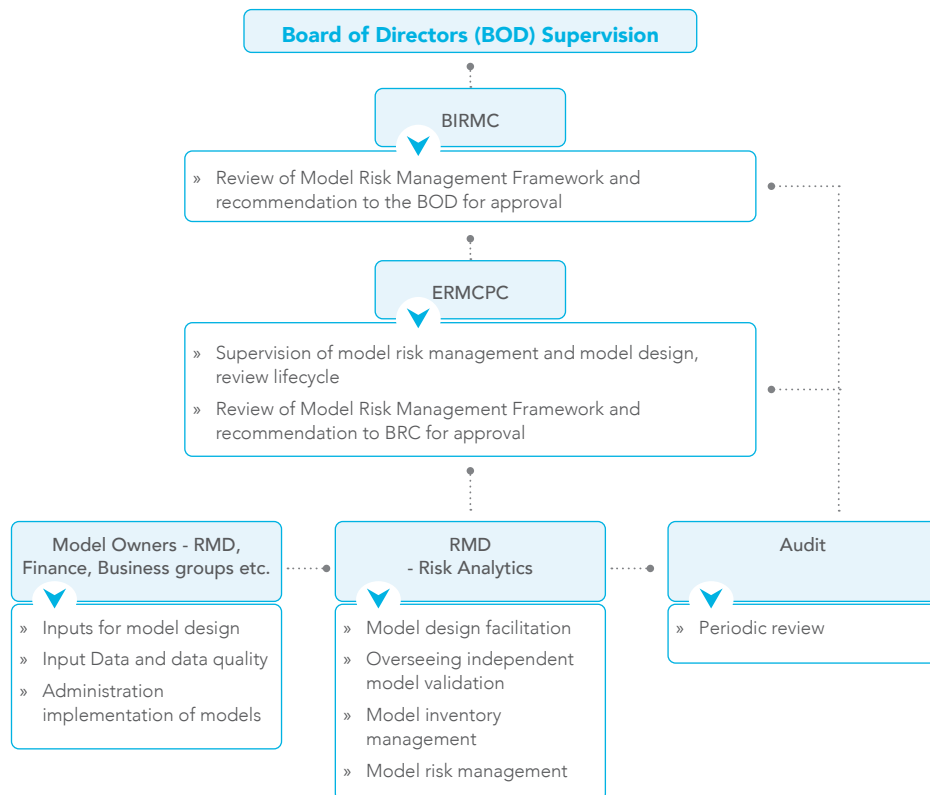 Board of Directors (BOD) Supervision
BIRMC
» Review of Model Risk Management Framework and
recommendation to the BOD for approval
ERMCPC
» Supervision of model risk management and model design,
review lifecycle
» Review of Model Risk Management Framework and
recommendation to BRC for approval
Model Owners - RMD,
Finance, Business groups etc.
» Inputs for model design
» Input Data and data quality
» Administration
implementation of models
RMD
- Risk Analytics
» Model design facilitation
» Overseeing independent
model validation
» Model inventory
management
» Model risk management
Audit
» Periodic review